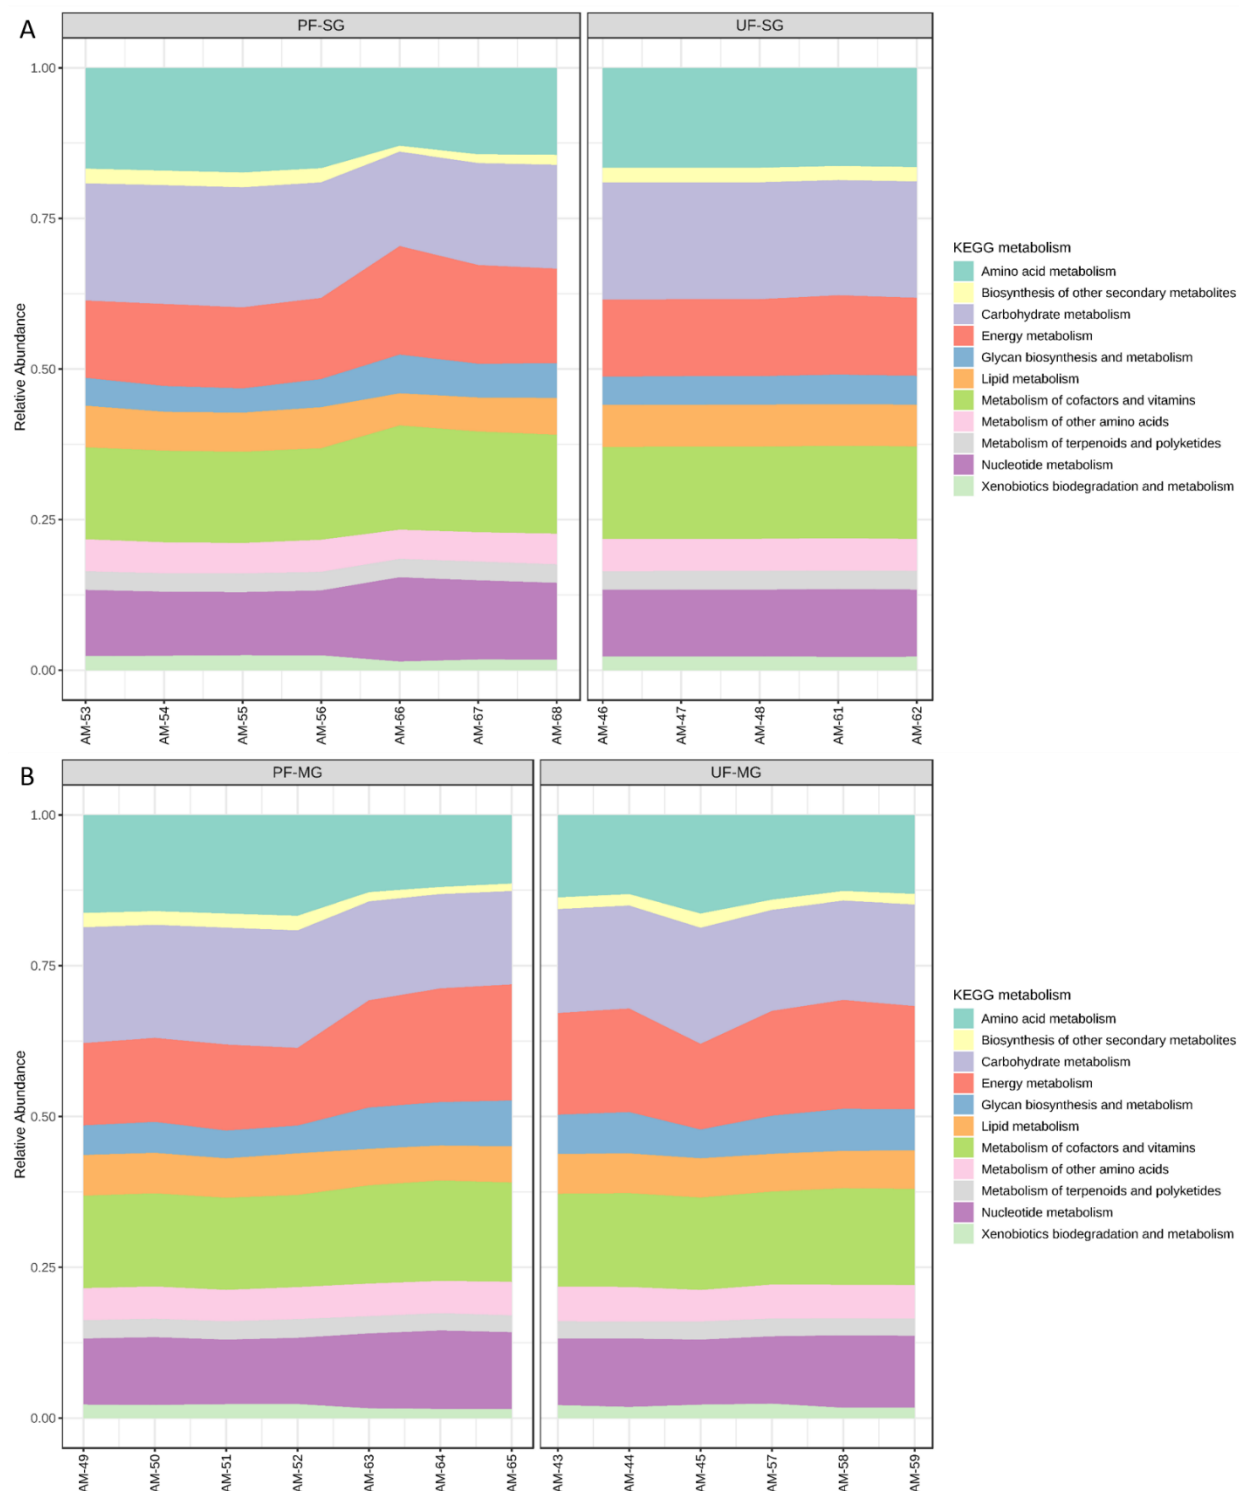 A
PF-SG
UF-SG
1.00
0.75
0.50
0.25
0.00
Relative Abundance
AM-53
AM-54
AM-55
AM-56
AM-66
AM-67
AM-68
AM-46
AM-47
AM-48
AM-61
AM-62
KEGG metabolism
Amino acid metabolism
Biosynthesis of other secondary metabolites
Carbohydrate metabolism
Energy metabolism
Glycan biosynthesis and metabolism
Lipid metabolism
Metabolism of cofactors and vitamins
Metabolism of other amino acids
Metabolism of terpenoids and polyketides
Nucleotide metabolism
Xenobiotics biodegradation and metabolism
B
PF-MG
UF-MG
1.00
0.75
0.50
0.25
0.00
Relative Abundance
AM-49
AM-50
AM-51
AM-52
AM-63
AM-64
AM-65
AM-43
AM-44
AM-45
AM-57
AM-58
AM-59
KEGG metabolism
Amino acid metabolism
Biosynthesis of other secondary metabolites
Carbohydrate metabolism
Energy metabolism
Glycan biosynthesis and metabolism
Lipid metabolism
Metabolism of cofactors and vitamins
Metabolism of other amino acids
Metabolism of terpenoids and polyketides
Nucleotide metabolism
Xenobiotics biodegradation and metabolism